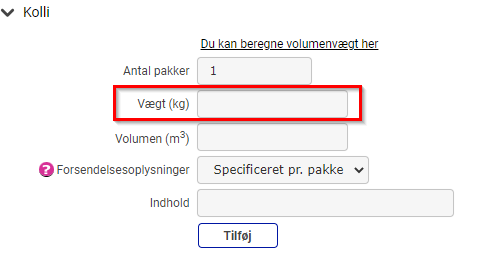 Kolli
Du kan beregne volumenvægt her
Antal pakker 1
Vægt (kg)
Volumen (m³)
? Forsendelsesoplysninger Specificeret pr. pakke
Indhold
Tilføj